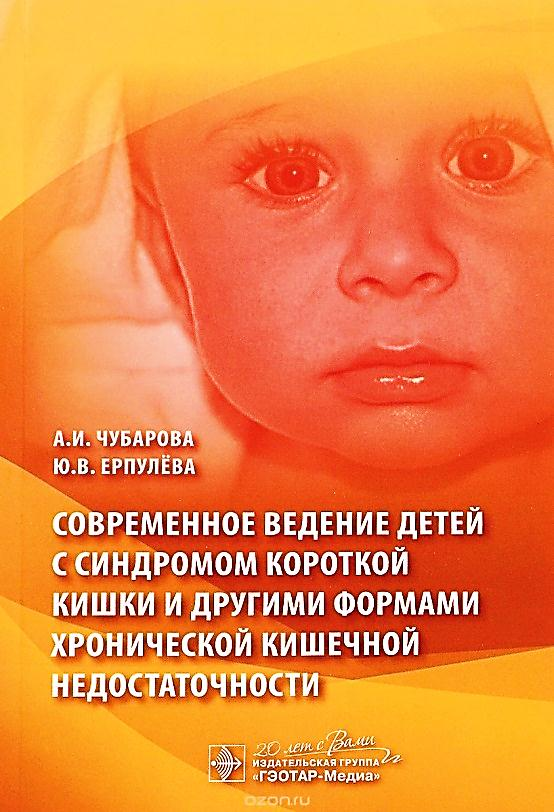 А.И. ЧУБАРОВА
Ю.В. ЕРПУЛЁВА
СОВРЕМЕННОЕ ВЕДЕНИЕ ДЕТЕЙ
С СИНДРОМОМ КОРОТКОЙ
КИШКИ И ДРУГИМИ ФОРМАМИ
ХРОНИЧЕСКОЙ КИШЕЧНОЙ
НЕДОСТАТОЧНОСТИ
20 лет с Вами
ИЗДАТЕЛЬСКАЯ ГРУППА
«ГЭОТАР-Медиа»
ozon.ru